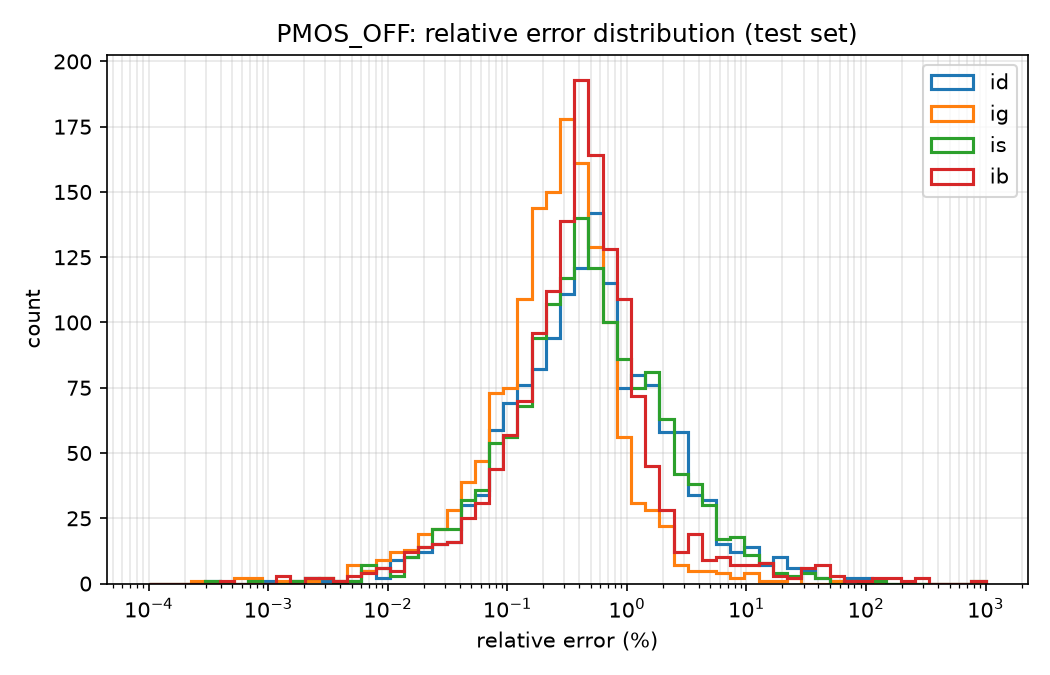 PMOS_OFF: relative error distribution (test set)
200
175
150
125
100
75
50
25
0
count
id
ig
is
ib
10⁻⁴
10⁻³
10⁻²
10⁻¹
10⁰
10¹
10²
10³
relative error (%)